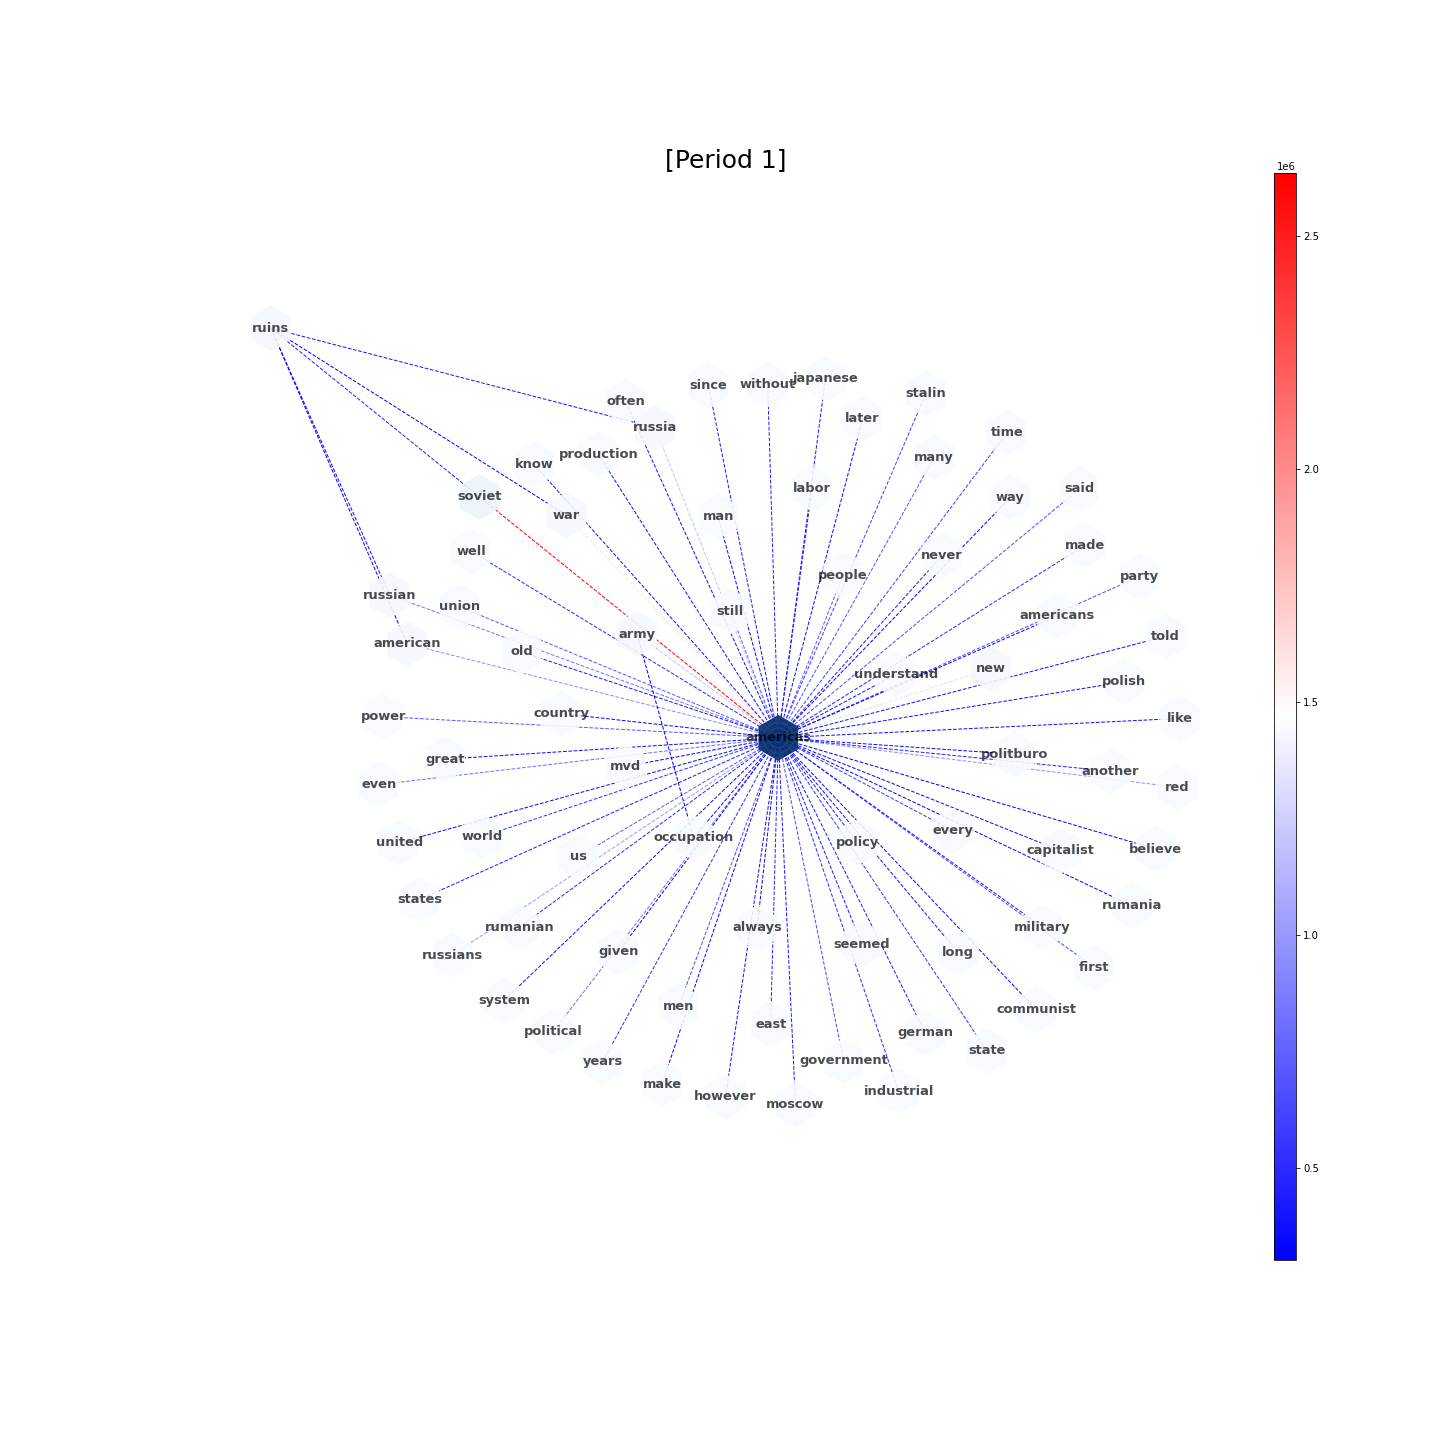 [Period 1]
1e6
2.5
2.0
1.5
1.0
0.5
ruins
japanese
without
since
stalin
often
later
russia
time
production
many
know
labor
said
soviet
way
war
man
made
well
never
people
party
russian
union
still
americans
army
told
american
old
new
understand
polish
country
power
like
americas
politburo
great
mvd
another
even
red
every
world
occupation
united
policy
believe
capitalist
us
states
rumania
rumanian
always
military
seemed
given
long
russians
first
system
men
communist
east
political
german
state
government
years
make
industrial
however
moscow